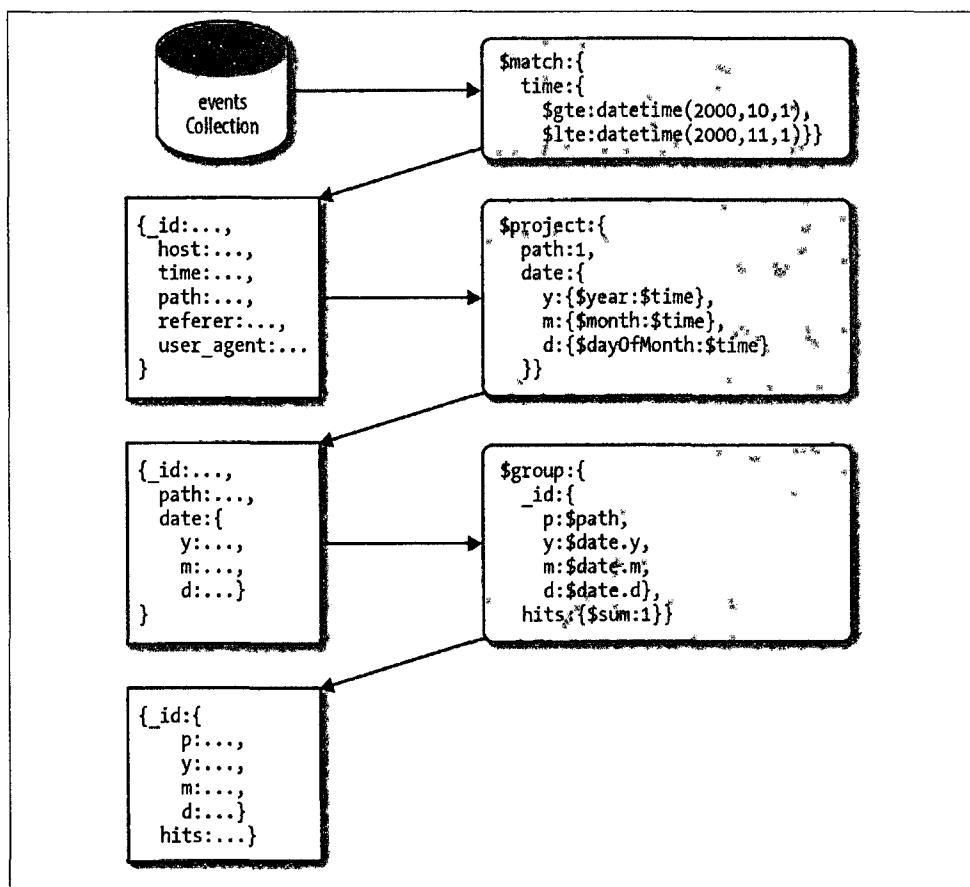 events
Collection
$match:{
time:{
$gte:datetime(2000,10,1),
$lte:datetime(2000,11,1)}}
{_id:...,
host:...,
time:...,
path:...,
referer:...,
user_agent:...
}
$project:{
path:1,
date:{
y:{$year:$time},
m:{$month:$time},
d:{$dayOfMonth:$time}
}}
{_id:...,
path:...,
date:{
y:...,
m:...,
d:...}
}
$group:{
_id:{
p:$path,
y:$date.y,
m:$date.m,
d:$date.d},
hits:{$sum:1}}
{_id:{
p:...,
y:...,
m:...,
d:...}
hits:...}